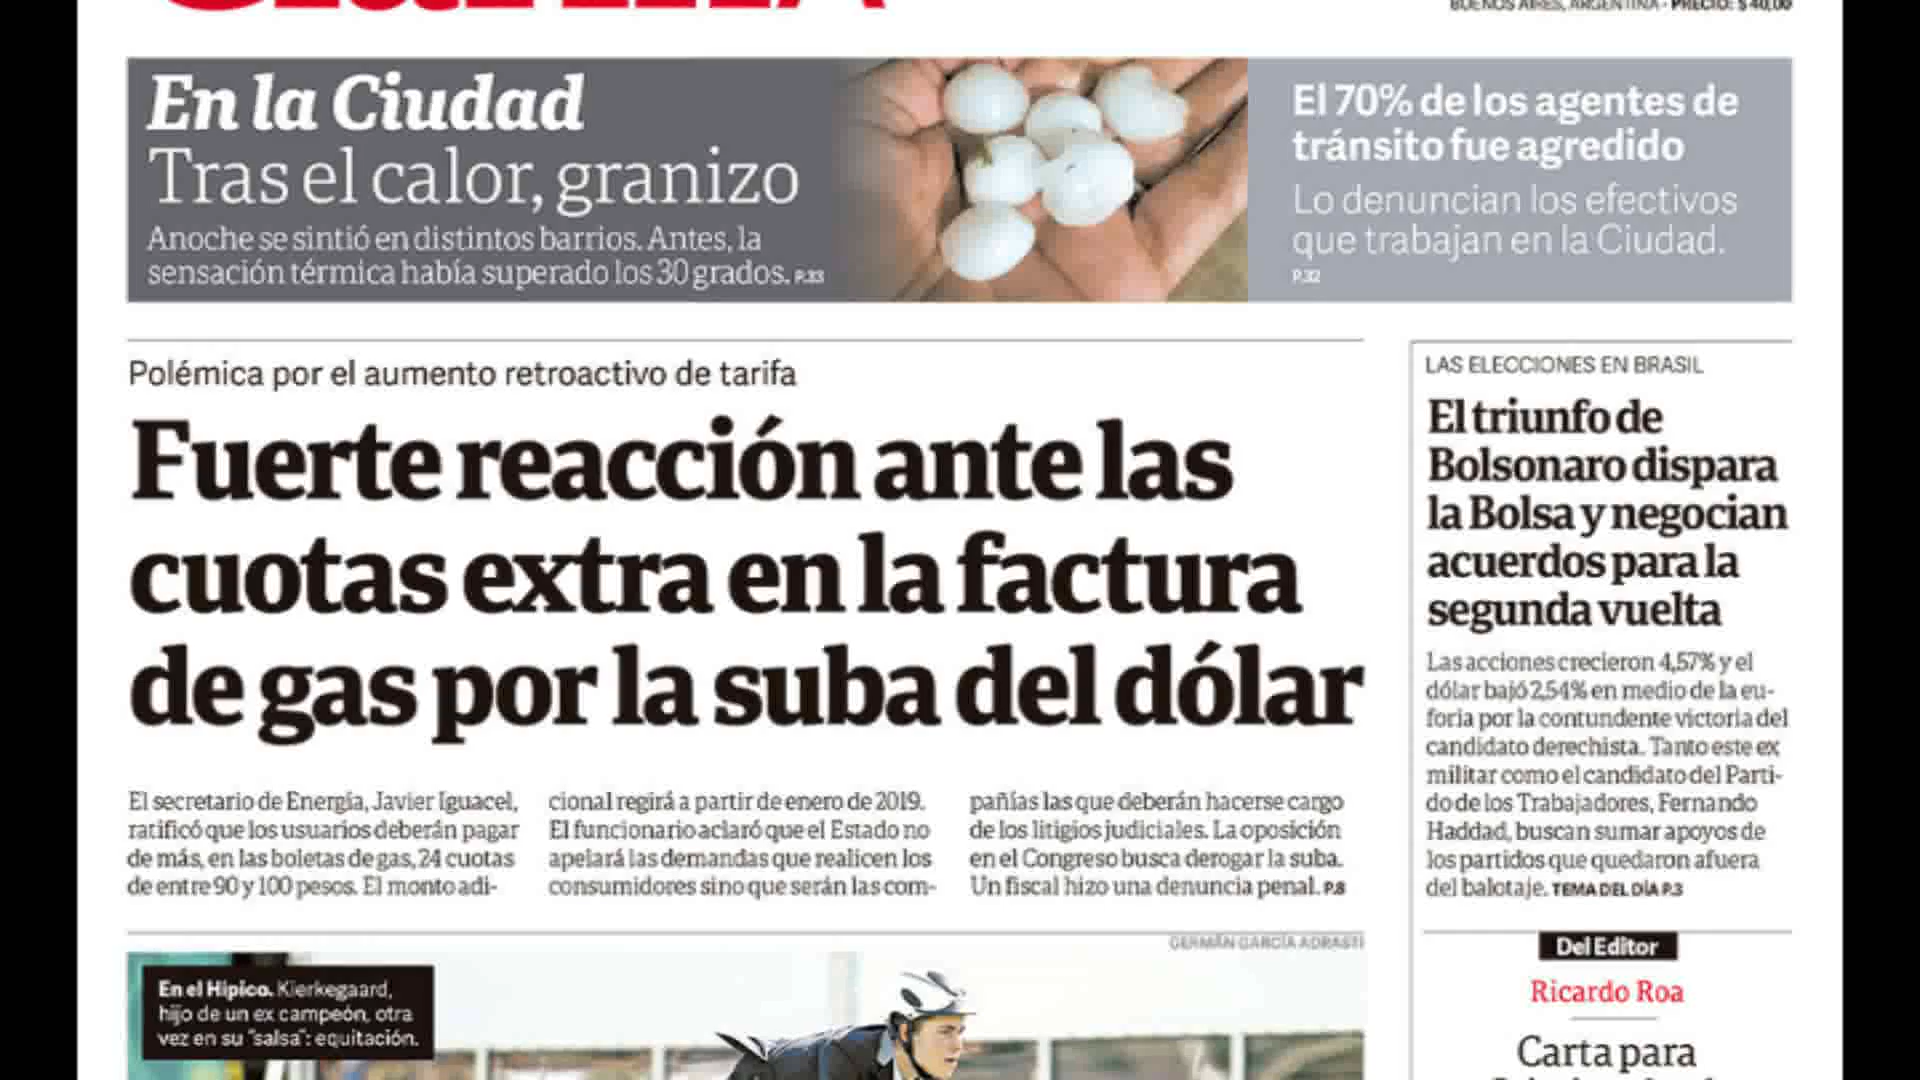 BUENOS AIRES, ARGENTINA - PRECIO: $ 40,00
En la Ciudad
Tras el calor, granizo
Anoche se sintió en distintos barrios. Antes, la
sensación térmica había superado los 30 grados. P.33
El 70% de los agentes de
tránsito fue agredido
Lo denuncian los efectivos
que trabajan en la Ciudad.
P.32
Polémica por el aumento retroactivo de tarifa
Fuerte reacción ante las
cuotas extra en la factura
de gas por la suba del dólar
El secretario de Energía, Javier Iguacel,
ratificó que los usuarios deberán pagar
de más, en las boletas de gas, 24 cuotas
de entre 90 y 100 pesos. El monto adi-
cional regirá a partir de enero de 2019.
El funcionario aclaró que el Estado no
apelará las demandas que realicen los
consumidores sino que serán las com-
pañías las que deberán hacerse cargo
de los litigios judiciales. La oposición
en el Congreso busca derogar la suba.
Un fiscal hizo una denuncia penal. P.8
LAS ELECCIONES EN BRASIL
El triunfo de
Bolsonaro dispara
la Bolsa y negocian
acuerdos para la
segunda vuelta
Las acciones crecieron 4,57% y el
dólar bajó 2,54% en medio de la eu-
foria por la contundente victoria del
candidato derechista. Tanto este ex
militar como el candidato del Parti-
do de los Trabajadores, Fernando
Haddad, buscan sumar apoyos de
los partidos que quedaron afuera
del balotaje. TEMA DEL DÍA P.3
GERMÁN GARCÍA ADRASTI
En el Hípico. Kierkegaard,
hijo de un ex campeón, otra
vez en su "salsa": equitación.
Del Editor
Ricardo Roa
Carta para